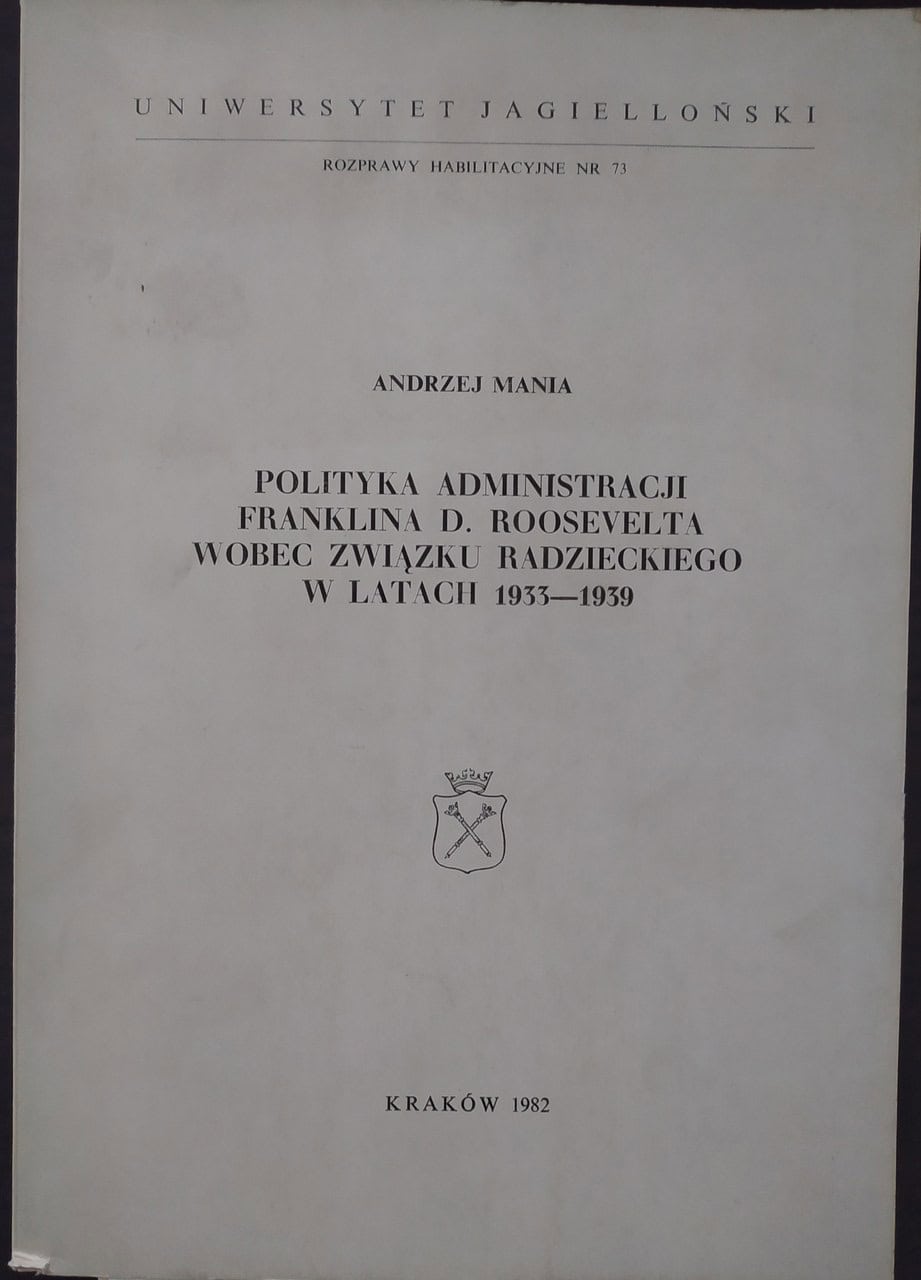 UNIWERSYTET JAGIELLOŃSKI
ROZPRAWY HABILITACYJNE NR 73
ANDRZEJ MANIA
POLITYKA ADMINISTRACJI
FRANKLINA D. ROOSEVELTA
WOBEC ZWIĄZKU RADZIECKIEGO
W LATACH 1933—1939
KRAKÓW 1982